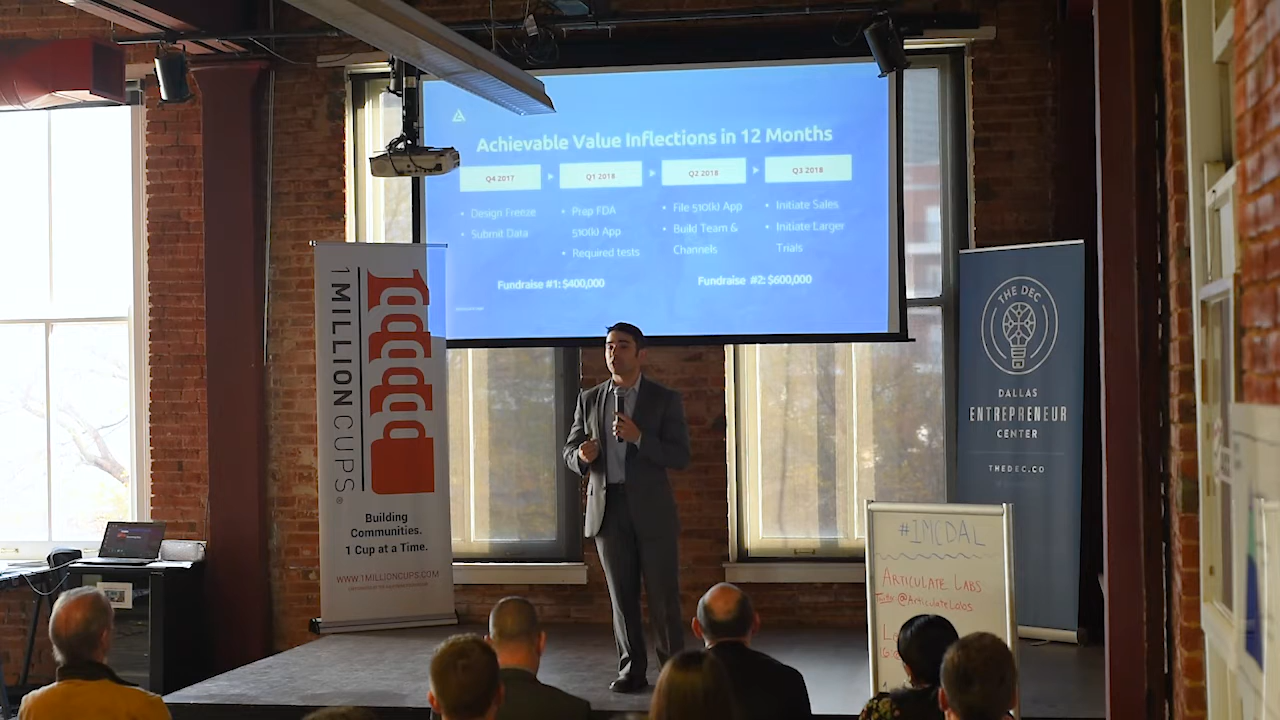 Achievable Value Inflections in 12 Months
Q4 2017
Q1 2018
Q2 2018
Q3 2018
• Design Freeze
• Submit Data
• Prep FDA
510(k) App
• Required tests
• File 510(k) App
• Build Team &
Channels
• Initiate Sales
• Initiate Larger
Trials
Fundraise #1: $400,000
Fundraise #2: $600,000
1MILLIONCUPS®
Building
Communities.
1 Cup at a Time.
WWW.1MILLIONCUPS.COM
THE DEC
DALLAS
ENTREPRENEUR
CENTER
THEDEC.CO
#1MCDAL
ARTICULATE LABS
Twitter @ArticulateLabs